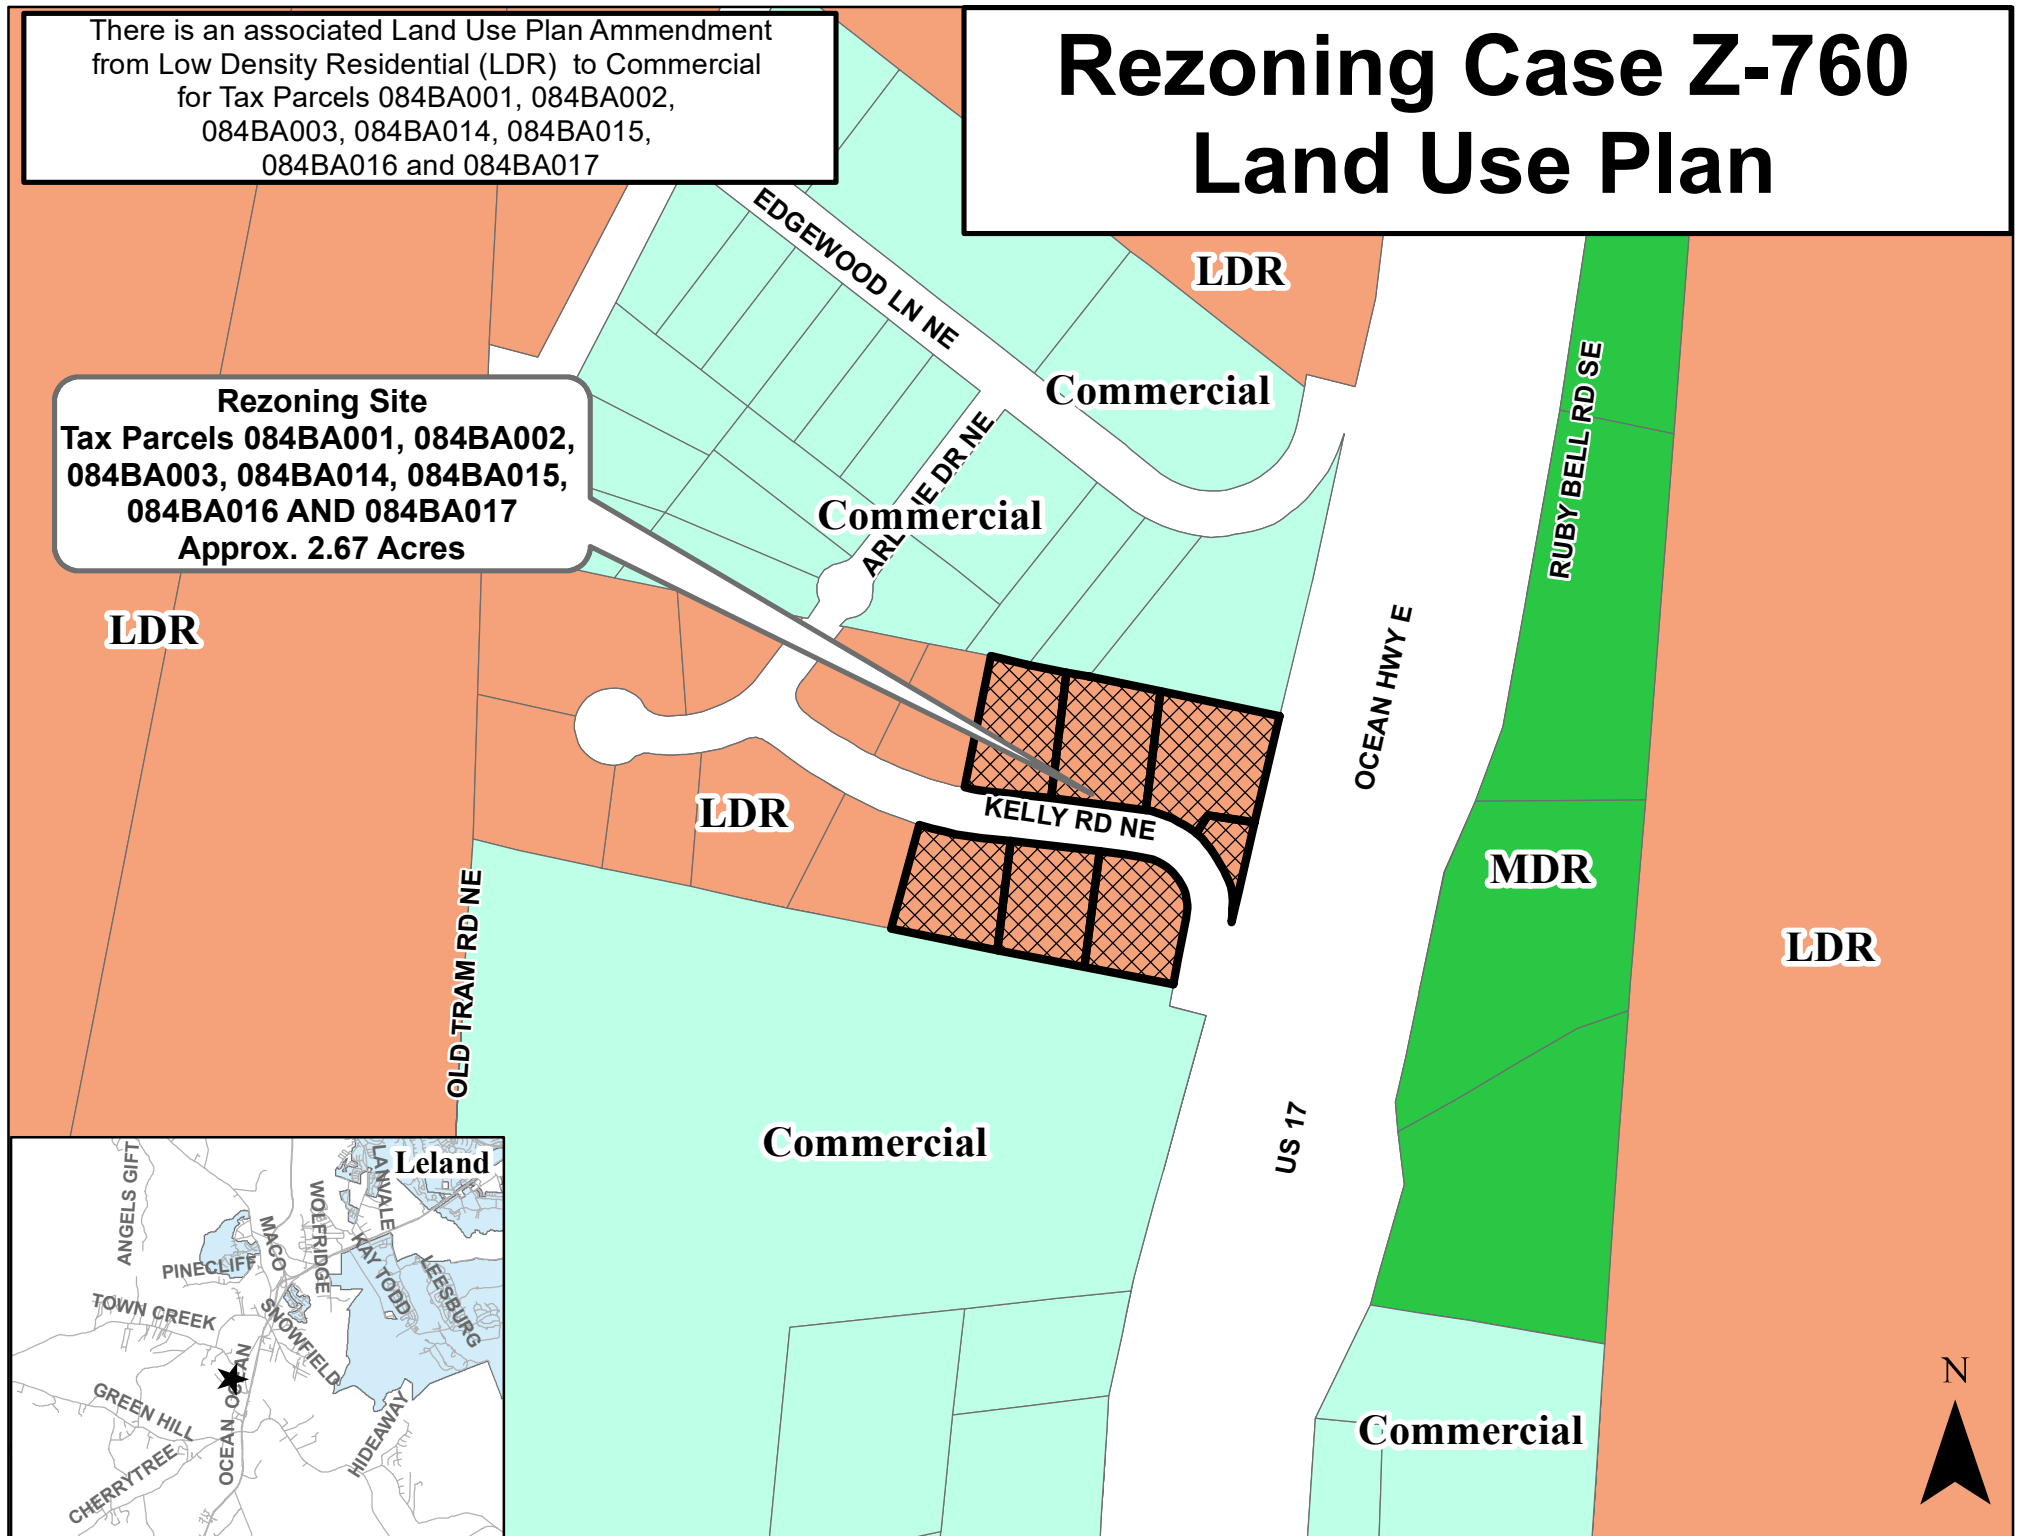 There is an associated Land Use Plan Ammendment
from Low Density Residential (LDR) to Commercial
for Tax Parcels 084BA001, 084BA002,
084BA003, 084BA014, 084BA015,
084BA016 and 084BA017
Rezoning Case Z-760
Land Use Plan
EDGEWOOD LN NE
LDR
Commercial
RUBY BELL RD SE
Rezoning Site
Tax Parcels 084BA001, 084BA002,
084BA003, 084BA014, 084BA015,
084BA016 AND 084BA017
Approx. 2.67 Acres
Commercial
LDR
OCEAN HWY E
LDR
KELLY RD NE
MDR
LDR
OLD TRAM RD NE
Commercial
US 17
Commercial
N
Leland
ANGELS GIFT
LANVALE
WOLFRIDGE
MACO
PINECLIFF
KAY TODD
LEESBURG
TOWN CREEK
SNOWFIELD
OCEAN
OCEAN
GREEN HILL
HIDEAWAY
CHERRYTREE